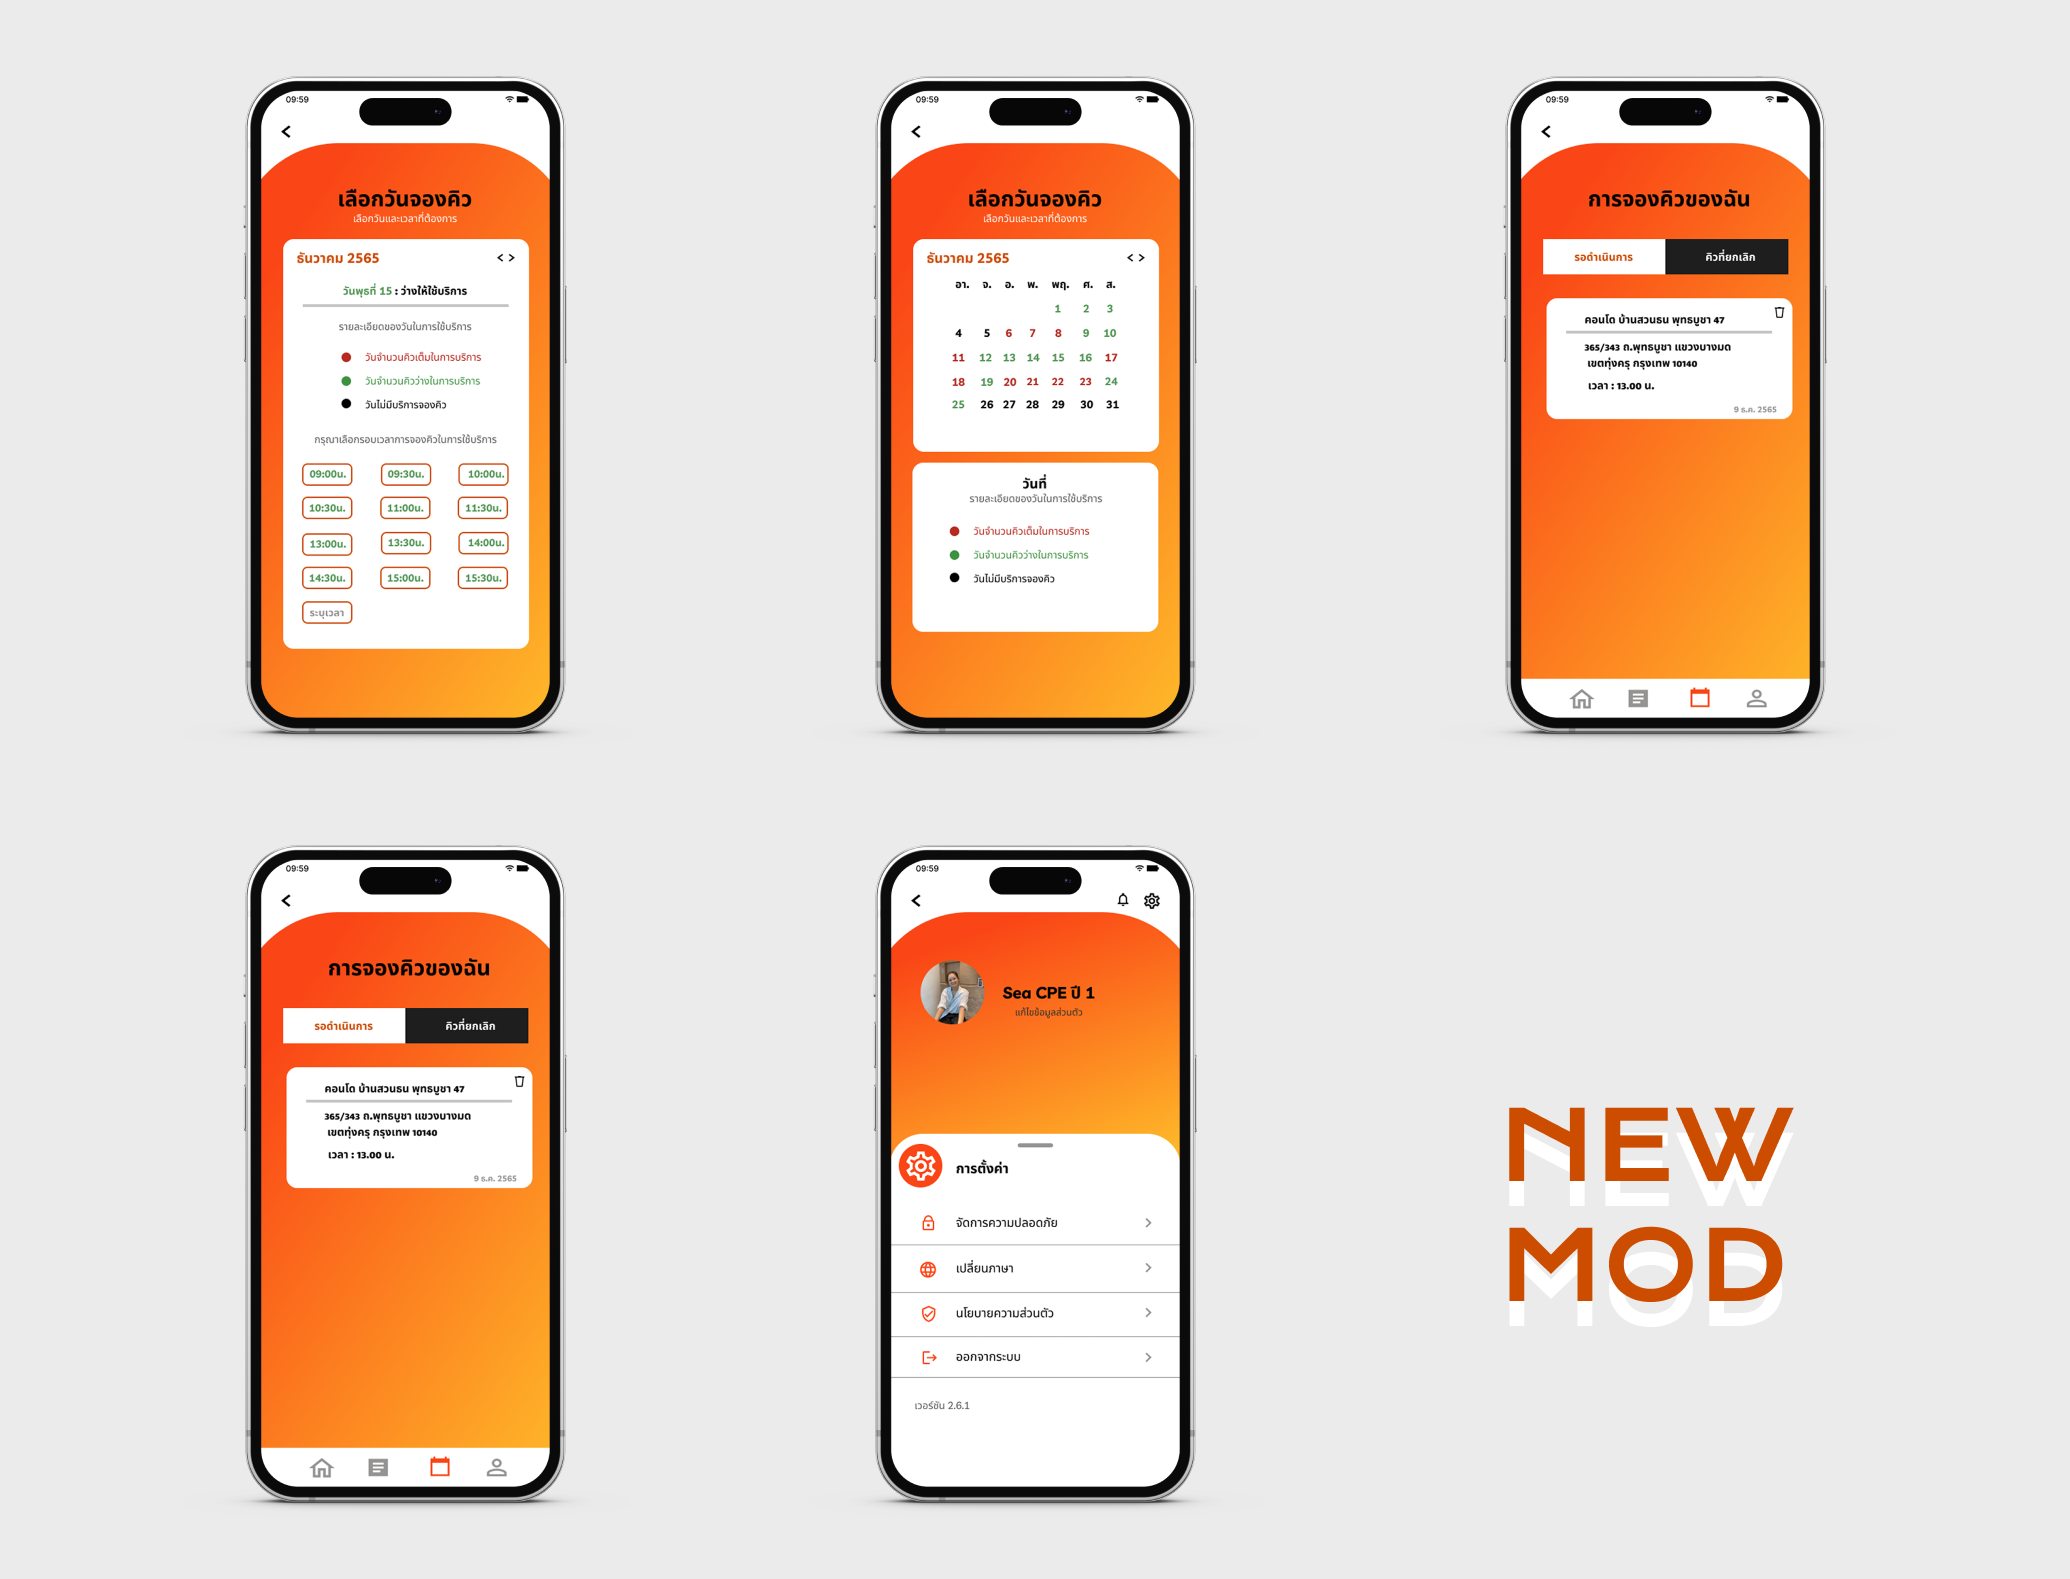 09:59
เลือกวันจองคิว
เลือกวันและเวลาที่ต้องการ
ธันวาคม 2565
วันพุธที่ 15 : ว่างให้ใช้บริการ
รายละเอียดของวันในการใช้บริการ
วันจำนวนคิวเต็มในการบริการ
วันจำนวนคิวว่างในการบริการ
วันไม่มีบริการจองคิว
กรุณาเลือกรอบเวลาการจองคิวในการใช้บริการ
09:00น. 09:30น. 10:00น.
10:30น. 11:00น. 11:30น.
13:00น. 13:30น. 14:00น.
14:30น. 15:00น. 15:30น.
ระบุเวลา
09:59
เลือกวันจองคิว
เลือกวันและเวลาที่ต้องการ
ธันวาคม 2565
อา. จ. อ. พ. พฤ. ศ. ส.
1 2 3
4 5 6 7 8 9 10
11 12 13 14 15 16 17
18 19 20 21 22 23 24
25 26 27 28 29 30 31
วันที่
รายละเอียดของวันในการใช้บริการ
วันจำนวนคิวเต็มในการบริการ
วันจำนวนคิวว่างในการบริการ
วันไม่มีบริการจองคิว
09:59
การจองคิวของฉัน
รอดำเนินการ คิวที่ยกเลิก
คอนโด บ้านสวนธน พุทธบูชา 47
365/343 ถ.พุทธบูชา แขวงบางมด
เขตทุ่งครุ กรุงเทพ 10140
เวลา : 13.00 น.
9 ธ.ค. 2565
09:59
การจองคิวของฉัน
รอดำเนินการ คิวที่ยกเลิก
คอนโด บ้านสวนธน พุทธบูชา 47
365/343 ถ.พุทธบูชา แขวงบางมด
เขตทุ่งครุ กรุงเทพ 10140
เวลา : 13.00 น.
9 ธ.ค. 2565
09:59
Sea CPE ปี 1
แก้ไขข้อมูลส่วนตัว
การตั้งค่า
จัดการความปลอดภัย
เปลี่ยนภาษา
นโยบายความส่วนตัว
ออกจากระบบ
เวอร์ชัน 2.6.1
NEW
MOD